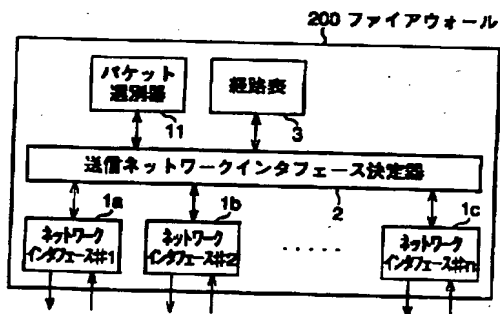 200 ファイアウォール
パケット
選別器
経路表
11
3
送信ネットワークインタフェース決定器
2
1a
1b
1c
ネットワーク
インタフェース#1
ネットワーク
インタフェース#2
.....
ネットワーク
インタフェース#n